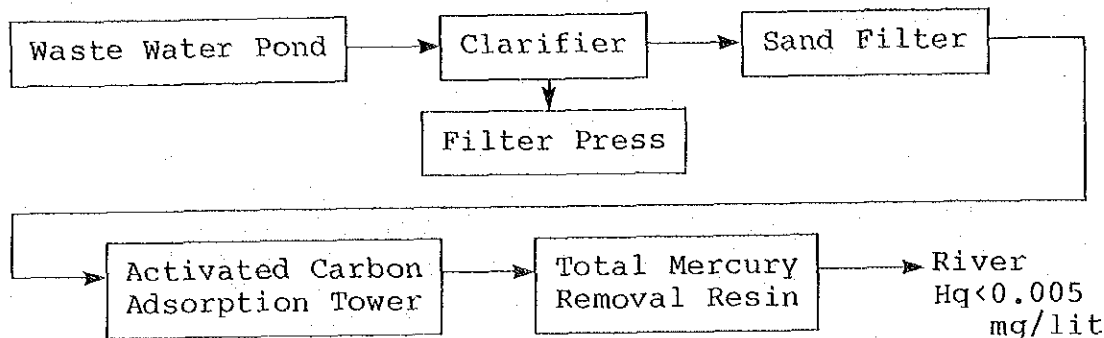 Waste Water Pond
Clarifier
Sand Filter
Filter Press
Activated Carbon
Adsorption Tower
Total Mercury
Removal Resin
River
Hg<0.005
mg/lit